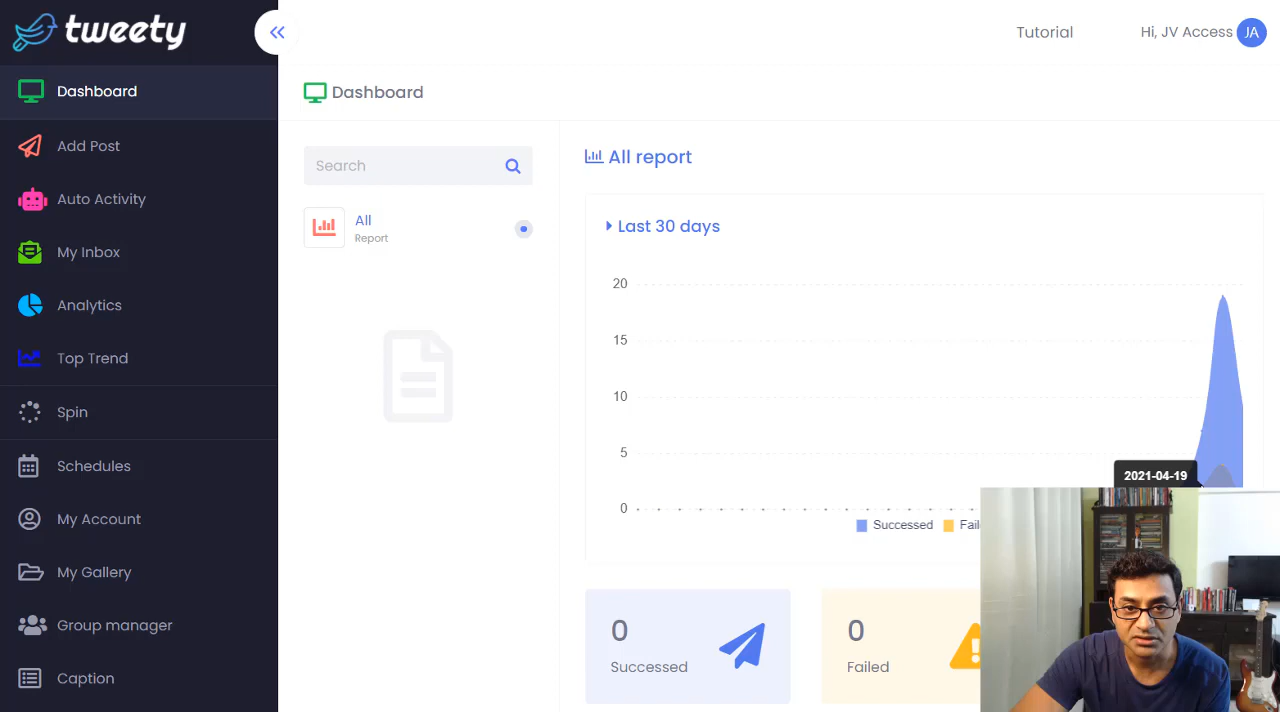 tweety
Tutorial
Hi, JV Access
JA
Dashboard
Add Post
Auto Activity
My Inbox
Analytics
Top Trend
Spin
Schedules
My Account
My Gallery
Group manager
Caption
Dashboard
Search
All
Report
All report
Last 30 days
20
15
10
5
0
2021-04-19
Successed
Fail
0
Successed
0
Failed